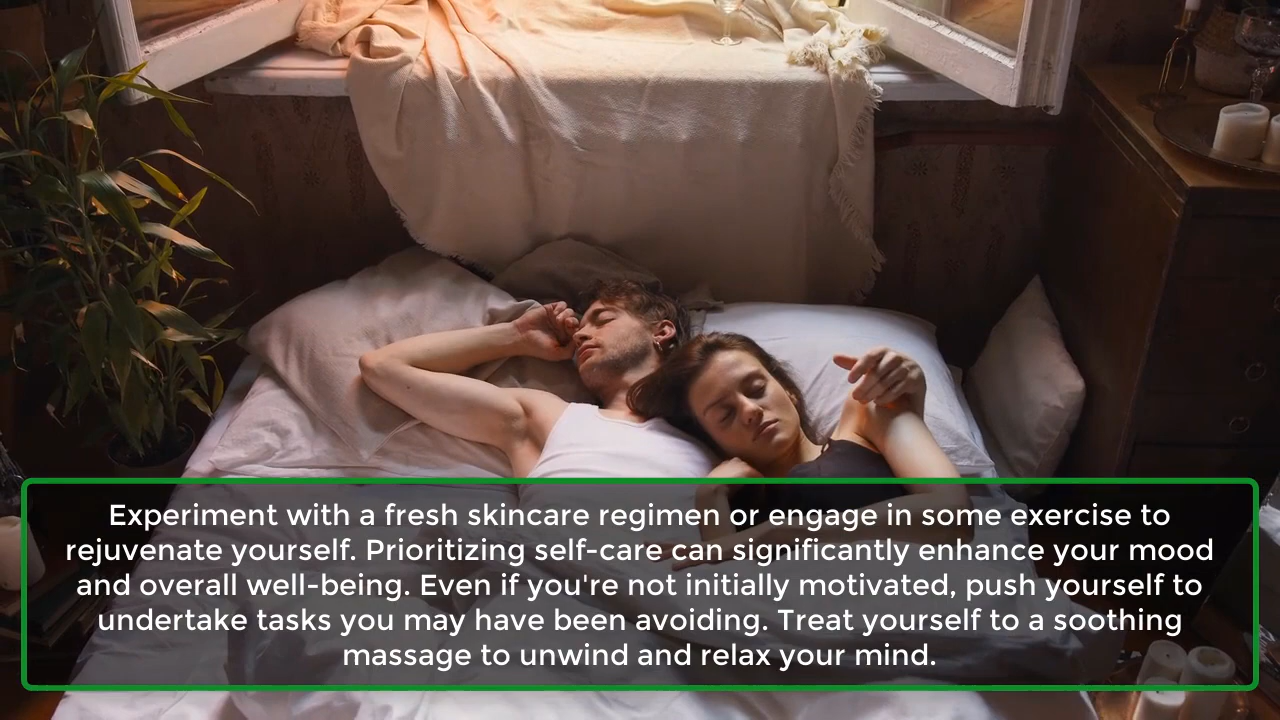 Experiment with a fresh skincare regimen or engage in some exercise to
rejuvenate yourself. Prioritizing self-care can significantly enhance your mood
and overall well-being. Even if you're not initially motivated, push yourself to
undertake tasks you may have been avoiding. Treat yourself to a soothing
massage to unwind and relax your mind.